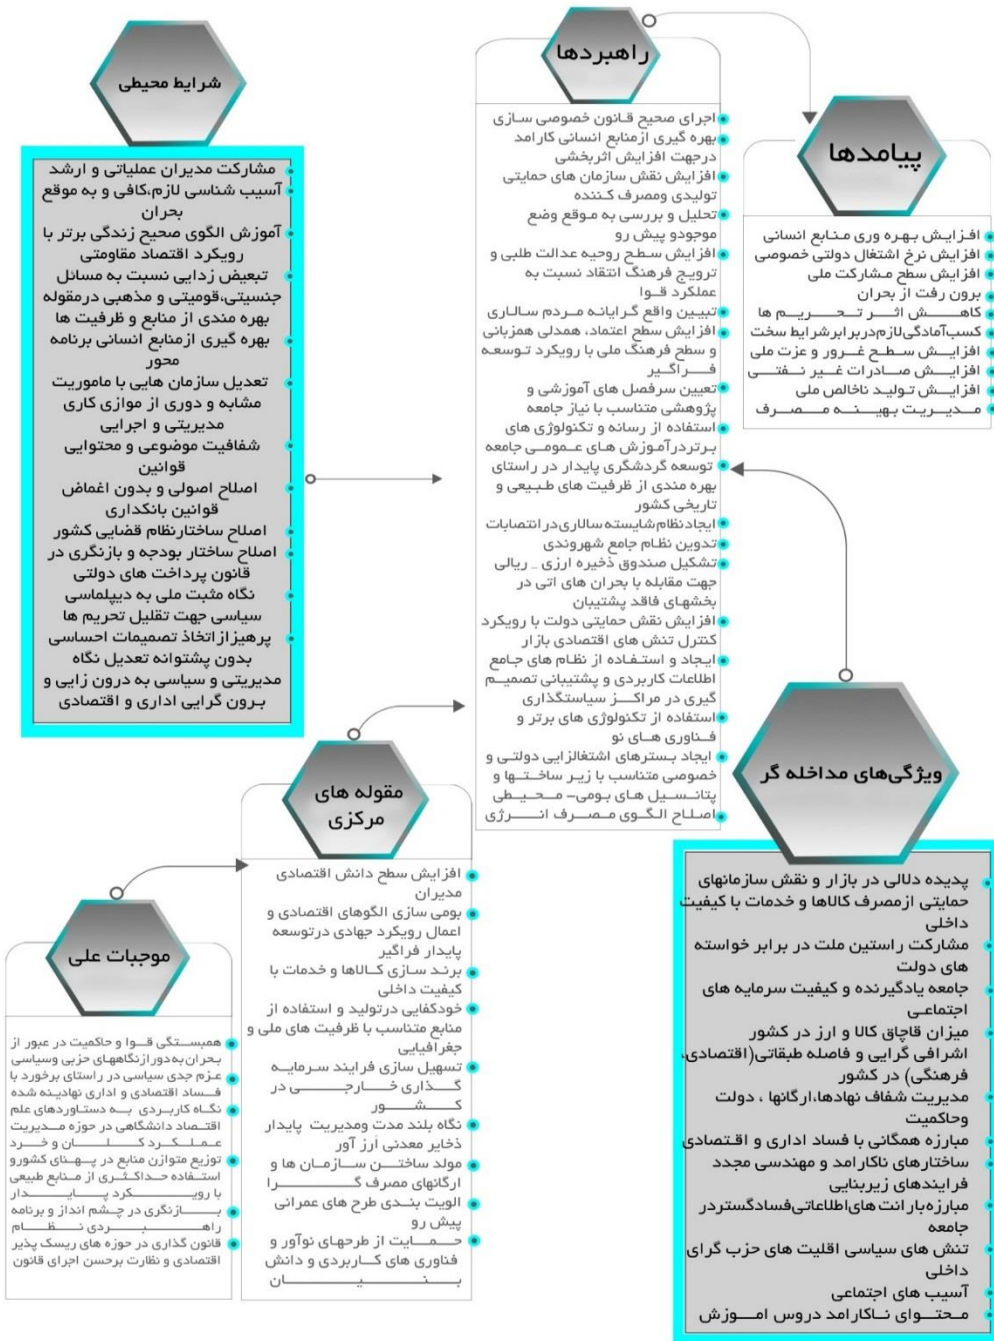 راهبردها
اجرای صحیح قانون خصوصی سازی
بهره گیری ازمنابع انسانی کارامد
درجهت افزایش اثربخشی
افزایش نقش سازمان های حمایتی
تولیدی ومصرف کننده
تحلیل و بررسی به موقع وضع
موجودو پیش رو
افزایش سطح روحیه عدالت طلبی و
ترویج فرهنگ انتقاد نسبت به
عملکرد قوا
تبیین واقع گرایانه مردم سالاری
افزایش سطح اعتماد، همدلی همزبانی
و سطح فرهنگ ملی با رویکرد توسعه
فراگیر
تعیین سرفصل های آموزشی و
پژوهشی متناسب با نیاز جامعه
استفاده از رسانه و تکنولوژی های
برتردرآموزش های عمومی جامعه
توسعه گردشگری پایدار در راستای
بهره مندی از ظرفیت های طبیعی و
تاریخی کشور
ایجادنظام شایسته سالاری درانتصابات
تدوین نظام جامع شهروندی
تشکیل صندوق ذخیره ارزی _ ریالی
جهت مقابله با بحران های اتی در
بخشهای فاقد پشتیبان
افزایش نقش حمایتی دولت با رویکرد
کنترل تنش های اقتصادی بازار
ایجاد و استفاده از نظام های جامع
اطلاعات کاربردی و پشتیبانی تصمیم
گیری در مراکز سیاستگذاری
استفاده از تکنولوژی های برتر و
فناوری های نو
ایجاد بسترهای اشتغالزایی دولتی و
خصوصی متناسب با زیر ساختها و
پتانسیل های بومی- محیطی
اصلاح الگوی مصرف انرژی
پیامدها
افزایش بهره وری منابع انسانی
افزایش نرخ اشتغال دولتی خصوصی
افزایش سطح مشارکت ملی
برون رفت از بحران
کاهش اثر تحریم ها
کسب آمادگی لازم دربرابر شرایط سخت
افزایش سطح غرور و عزت ملی
افزایش صادرات غیر نفتی
افزایش تولید ناخالص ملی
مدیریت بهینه مصرف
شرایط محیطی
مشارکت مدیران عملیاتی و ارشد
آسیب شناسی لازم،کافی و به موقع
بحران
آموزش الگوی صحیح زندگی برتر با
رویکرد اقتصاد مقاومتی
تبعیض زدایی نسبت به مسائل
جنسیتی،قومیتی و مذهبی درمقوله
بهره مندی از منابع و ظرفیت ها
بهره گیری ازمنابع انسانی برنامه
محور
تعدیل سازمان هایی با ماموریت
مشابه و دوری از موازی کاری
مدیریتی و اجرایی
شفافیت موضوعی و محتوایی
قوانین
اصلاح اصولی و بدون اغماض
قوانین بانکداری
اصلاح ساختارنظام قضایی کشور
اصلاح ساختار بودجه و بازنگری در
قانون پرداخت های دولتی
نگاه مثبت ملی به دیپلماسی
سیاسی جهت تقلیل تحریم ها
پرهیزازاتخاذ تصمیمات احساسی
بدون پشتوانه تعدیل نگاه
مدیریتی و سیاسی به درون زایی و
برون گرایی اداری و اقتصادی
ویژگی‌های مداخله گر
پدیده دلالی در بازار و نقش سازمانهای
حمایتی ازمصرف کالاها و خدمات با کیفیت
داخلی
مشارکت راستین ملت در برابر خواسته
های دولت
جامعه یادگیرنده و کیفیت سرمایه های
اجتماعی
میزان قاچاق کالا و ارز در کشور
اشرافی گرایی و فاصله طبقاتی(اقتصادی،
فرهنگی) در کشور
مدیریت شفاف نهادها،ارگانها ، دولت
وحاکمیت
مبارزه همگانی با فساد اداری و اقتصادی
ساختارهای ناکارامد و مهندسی مجدد
فرایندهای زیربنایی
مبارزه بارانت های اطلاعاتی فسادگستردر
جامعه
تنش های سیاسی اقلیت های حزب گرای
داخلی
آسیب های اجتماعی
محتوای ناکارامد دروس اموزش
مقوله های
مرکزی
افزایش سطح دانش اقتصادی
مدیران
بومی سازی الگوهای اقتصادی و
اعمال رویکرد جهادی درتوسعه
پایدار فراگیر
برند سازی کالاها و خدمات با
کیفیت داخلی
خودکفایی درتولید و استفاده از
منابع متناسب با ظرفیت های ملی و
جغرافیایی
تسهیل سازی فرایند سرمایه
گذاری خارجی در
کشور
نگاه بلند مدت ومدیریت پایدار
ذخایر معدنی ارز آور
مولد ساختن سازمان ها و
ارگانهای مصرف گرا
الویت بندی طرح های عمرانی
پیش رو
حمایت از طرحهای نوآور و
فناوری های کاربردی و دانش
بنیان
موجبات علی
همبستگی قوا و حاکمیت در عبور از
بحران به دور ازنگاههای حزبی وسیاسی
عزم جدی سیاسی در راستای برخورد با
فساد اقتصادی و اداری نهادینه شده
نگاه کاربردی به دستاوردهای علم
اقتصاد دانشگاهی در حوزه مدیریت
عملکرد کلان و خرد
توزیع متوازن منابع در پهنای کشورو
استفاده حداکثری از منابع طبیعی
با رویکرد پایدار
بازنگری در چشم انداز و برنامه
راهبردی نظام
قانون گذاری در حوزه های ریسک پذیر
اقتصادی و نظارت برحسن اجرای قانون